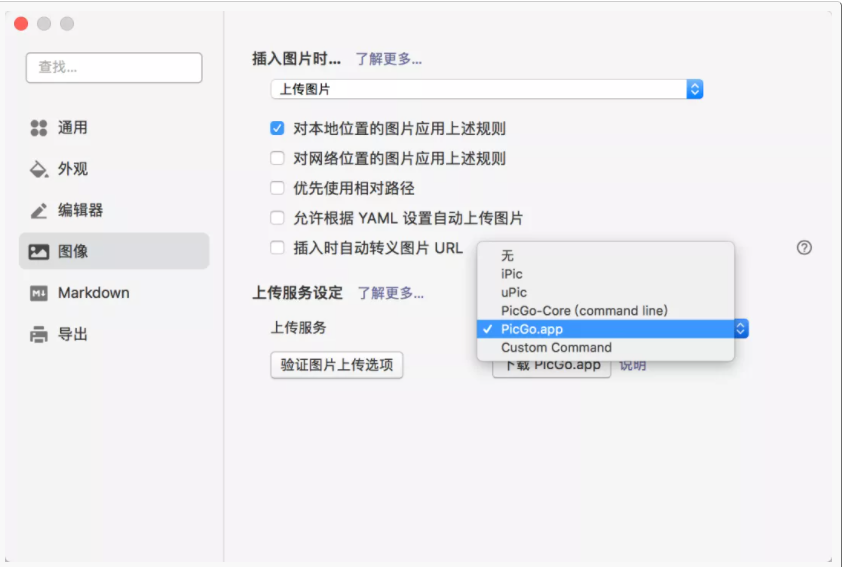 查找...
通用
外观
编辑器
图像
Markdown
导出
插入图片时... 了解更多...
上传图片
对本地位置的图片应用上述规则
对网络位置的图片应用上述规则
优先使用相对路径
允许根据 YAML 设置自动上传图片
插入时自动转义图片 URL
上传服务设定 了解更多...
上传服务
无
iPic
uPic
PicGo-Core (command line)
✓ PicGo.app
Custom Command
验证图片上传选项
下载 PicGo.app 说明